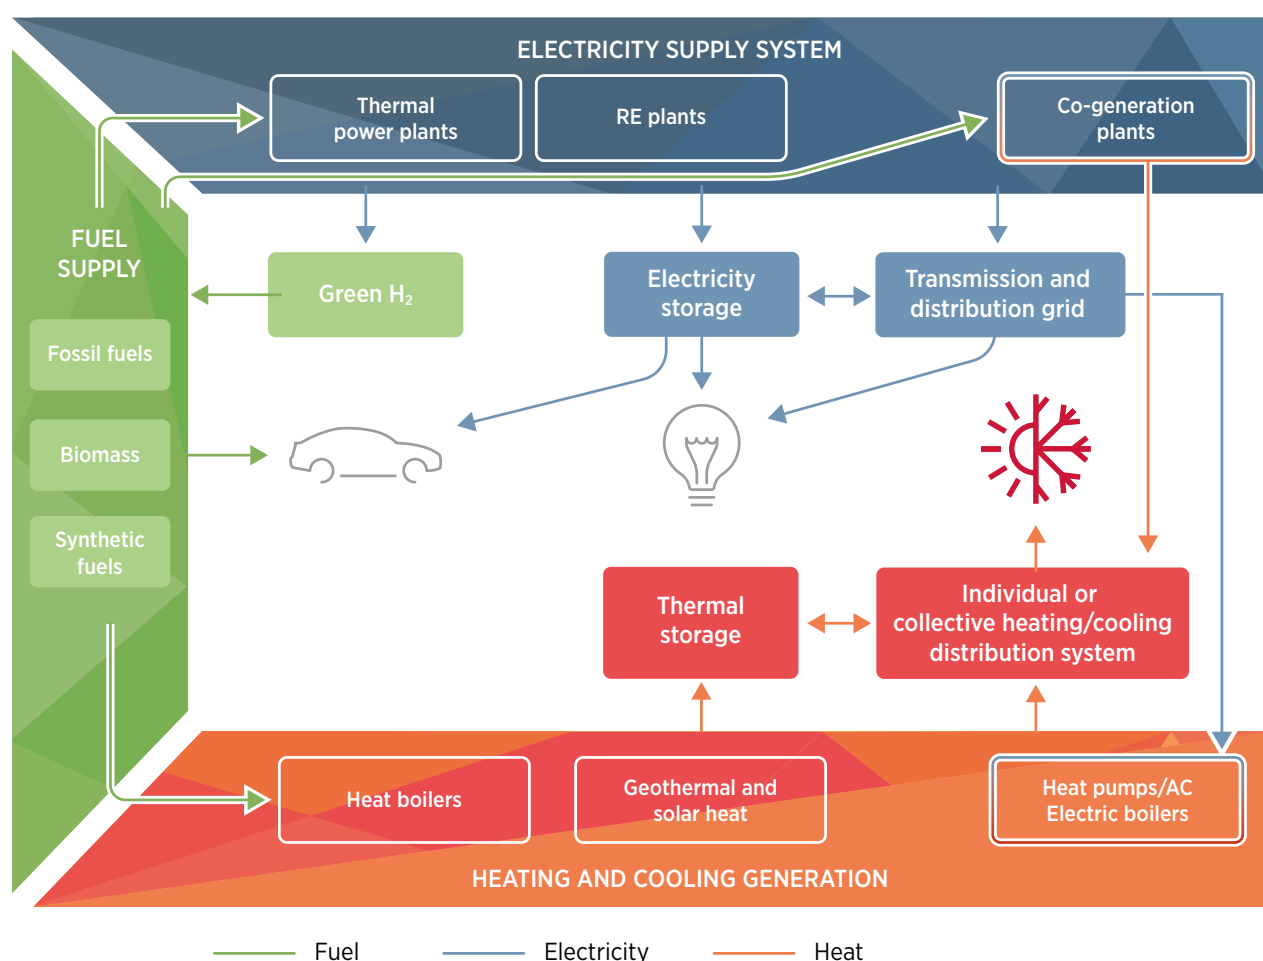 ELECTRICITY SUPPLY SYSTEM
Thermal
power plants
RE plants
Co-generation
plants
FUEL
SUPPLY
Green H₂
Electricity
storage
Transmission and
distribution grid
Fossil fuels
Biomass
Synthetic
fuels
Thermal
storage
Individual or
collective heating/cooling
distribution system
Heat boilers
Geothermal and
solar heat
Heat pumps/AC
Electric boilers
HEATING AND COOLING GENERATION
Fuel
Electricity
Heat